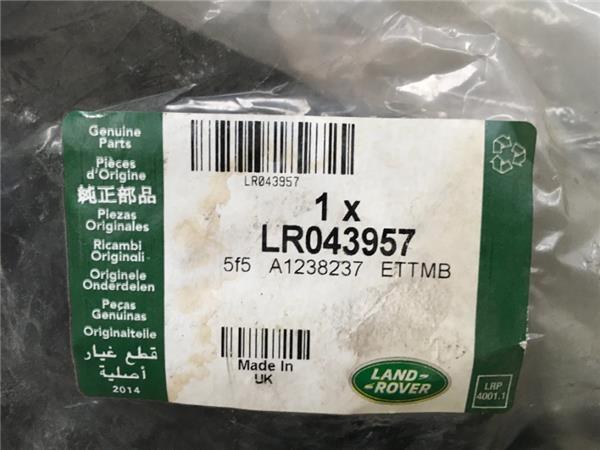 Genuine
Parts
Pièces
d'Origine
純正部品
Piezas
Originales
Ricambi
Originali
Originele
Onderdelen
Peças
Genuinas
Originalteile
قطع غيار
أصلية
2014
LR043957
1 x
LR043957
5f5 A1238237 ETTMB
Made In
UK
LAND-
-ROVER
LRP
4001.1